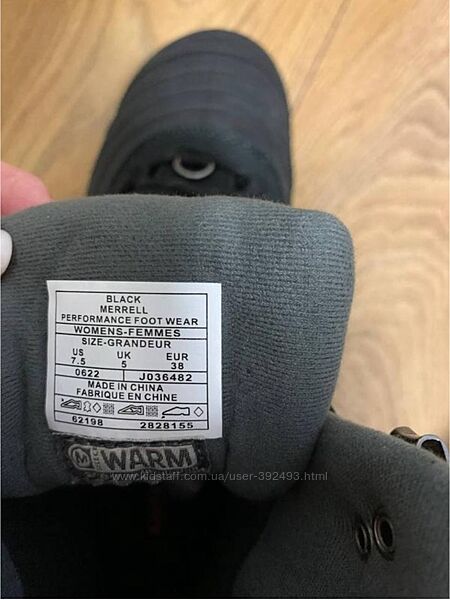 BLACK
MERRELL
PERFORMANCE FOOT WEAR
WOMENS-FEMMES
SIZE-GRANDEUR
US UK EUR
7.5 5 38
0622 J036482
MADE IN CHINA
FABRIQUE EN CHINE
62198 2828155
M WARM
www.kidstaff.com.ua/user-392493.html